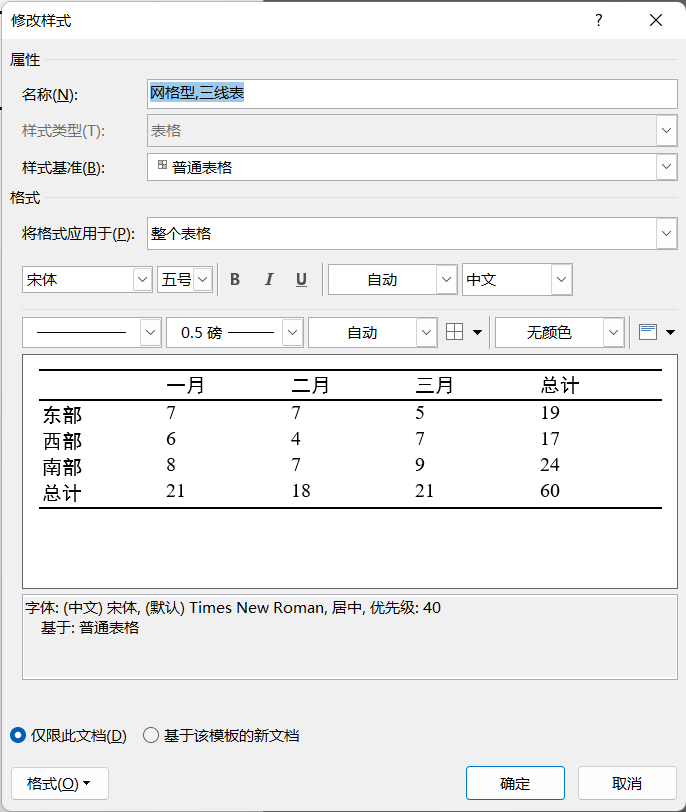 修改样式 ?
属性
名称(N): 网格型,三线表
样式类型(T): 表格
样式基准(B): 普通表格
格式
将格式应用于(P): 整个表格
宋体 五号 B I U 自动 中文
0.5 磅 自动 无颜色
一月 二月 三月 总计
东部 7 7 5 19
西部 6 4 7 17
南部 8 7 9 24
总计 21 18 21 60
字体: (中文) 宋体, (默认) Times New Roman, 居中, 优先级: 40
基于: 普通表格
仅限此文档(D) 基于该模板的新文档
格式(O) 确定 取消